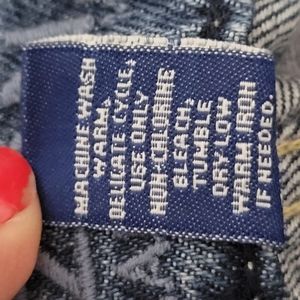 MACHINE WASH
WARM,
DELICATE CYCLE,
USE ONLY
NON CHLORINE
BLEACH,
TUMBLE
DRY LOW
WARM IRON
IF NEEDED